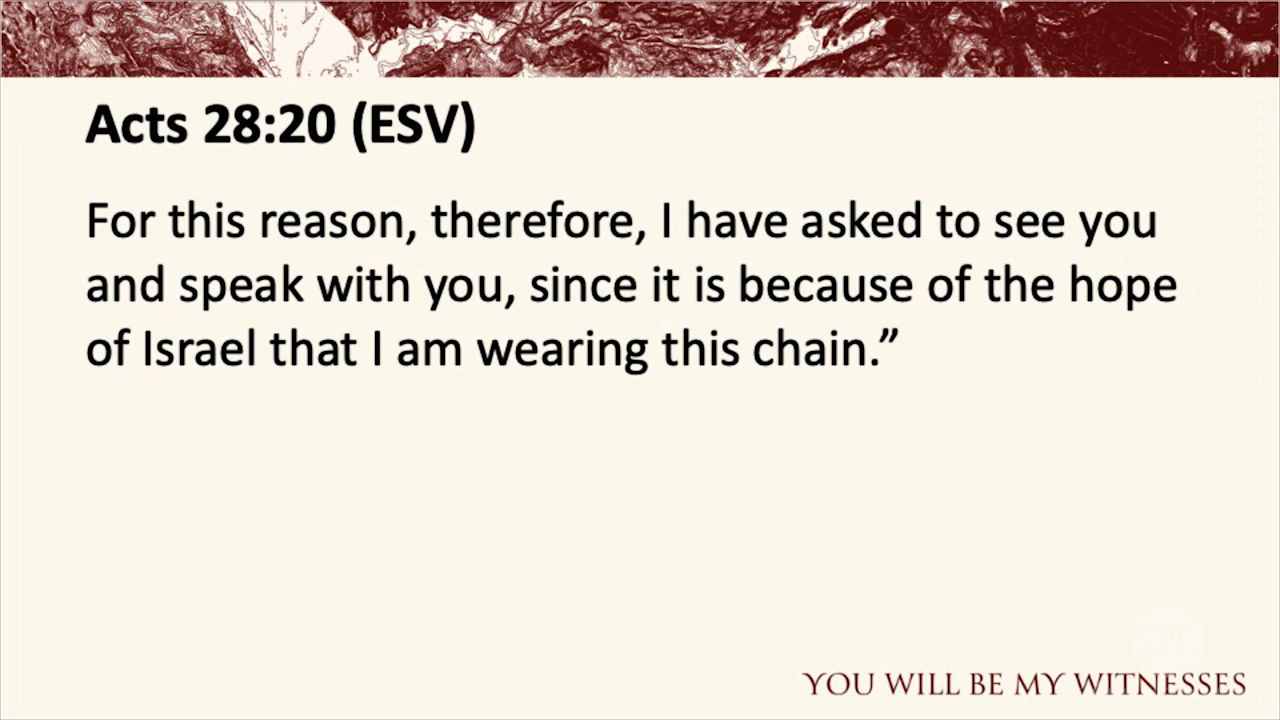 Acts 28:20 (ESV)
For this reason, therefore, I have asked to see you
and speak with you, since it is because of the hope
of Israel that I am wearing this chain.”
YOU WILL BE MY WITNESSES